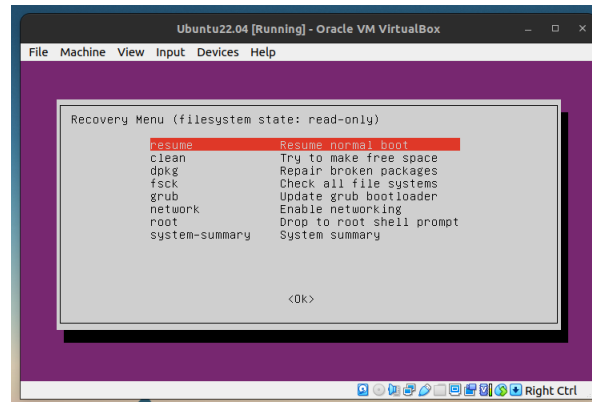 Ubuntu22.04 [Running] - Oracle VM VirtualBox
File Machine View Input Devices Help
Recovery Menu (filesystem state: read-only)
resume Resume normal boot
clean Try to make free space
dpkg Repair broken packages
fsck Check all file systems
grub Update grub bootloader
network Enable networking
root Drop to root shell prompt
system-summary System summary
<Ok>
Right Ctrl